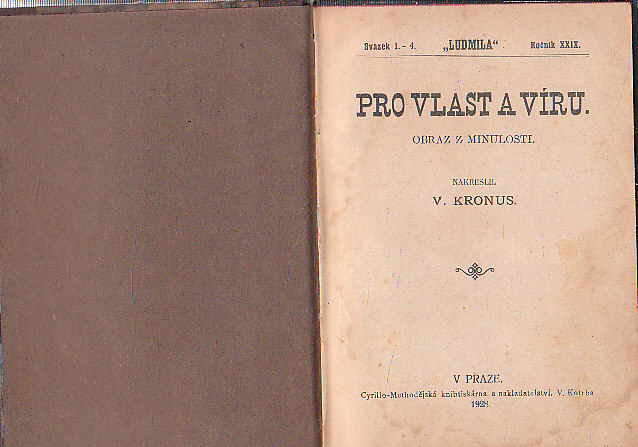 Svazek 1.–4. „LUDMILA“ Ročník XXIX.
PRO VLAST A VÍRU.
OBRAZ Z MINULOSTI.
NAKRESLIL
V. KRONUS.
V PRAZE.
Cyrillo-Methodějská knihtiskárna a nakladatelství V. Kotrba
1928.